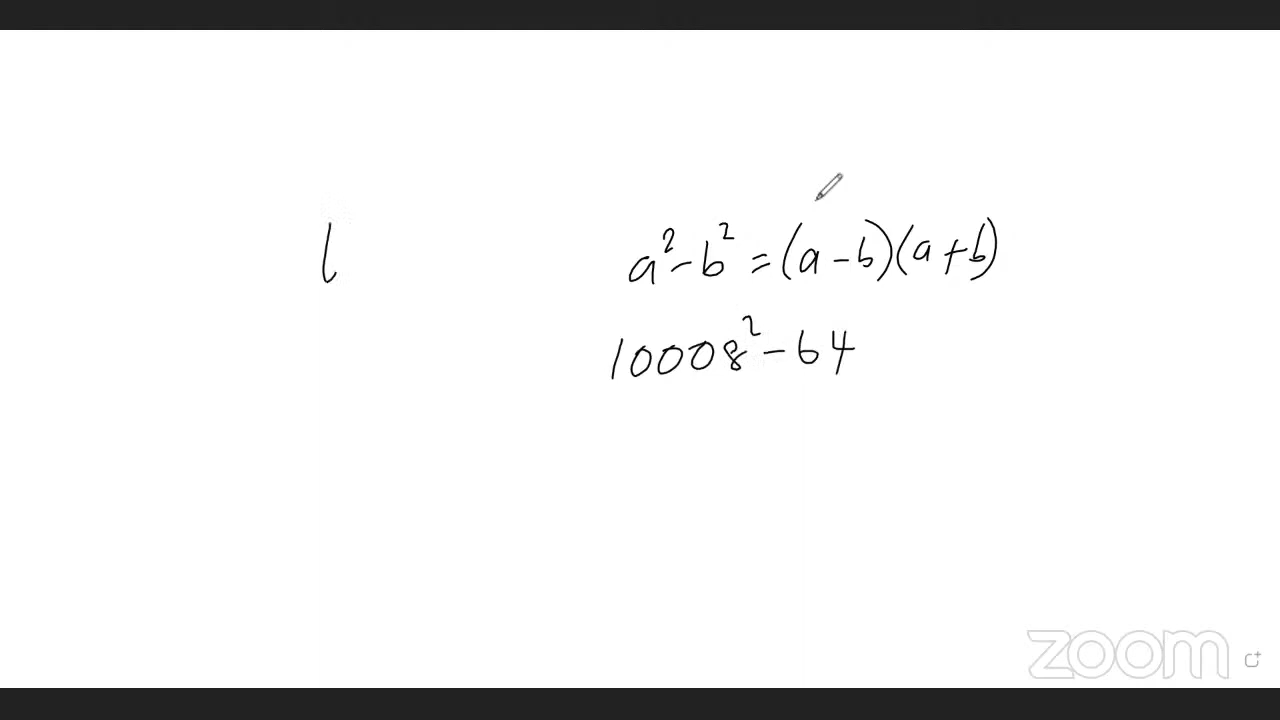 l a² - b² = (a - b)(a + b)
10008² - 64
zoom